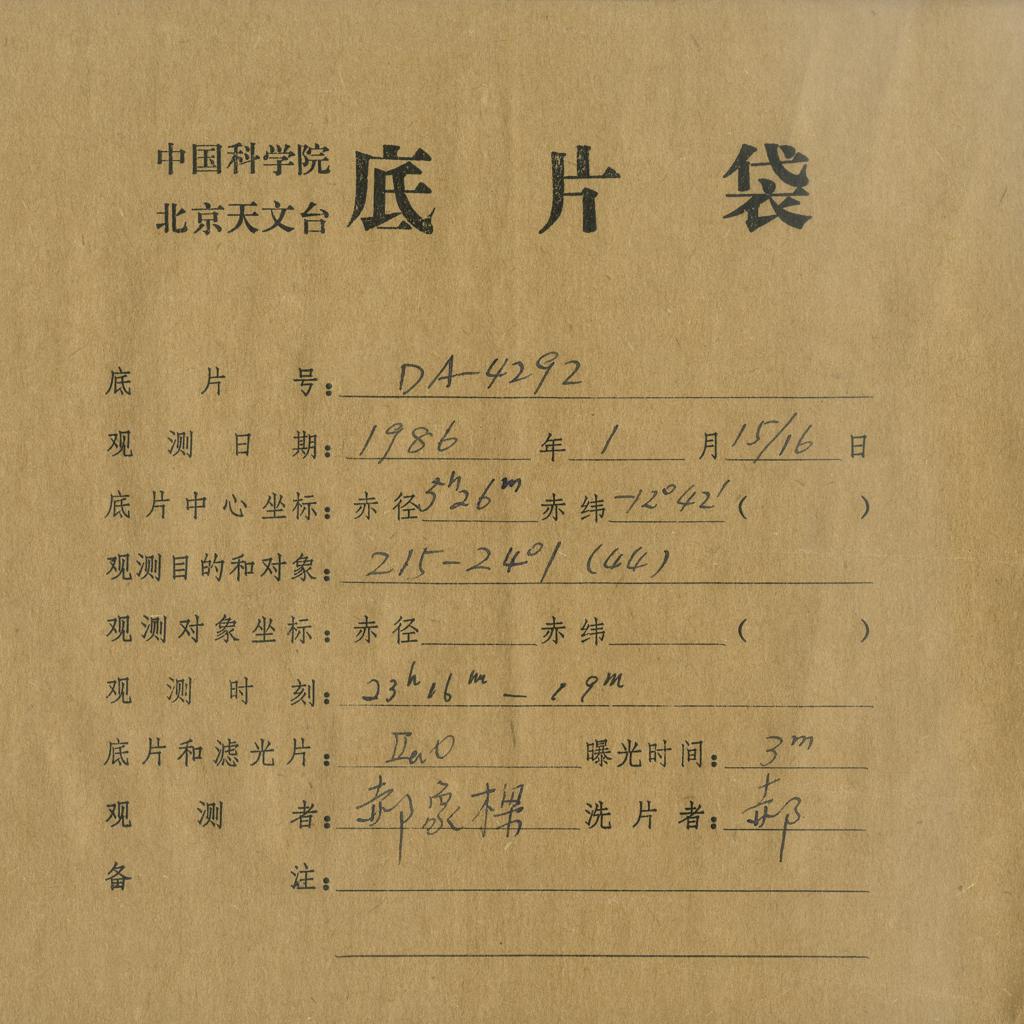 中国科学院
北京天文台 底片袋
底片号: DA-4292
观测日期: 1986 年 1 月 15/16 日
底片中心坐标: 赤径 5ʰ26ᵐ 赤纬 -12°42′ ( )
观测目的和对象: 215-24°1 (44)
观测对象坐标: 赤径 赤纬 ( )
观测时刻: 23ʰ16ᵐ - 19ᵐ
底片和滤光片: IIaO 曝光时间: 3ᵐ
观测者: 郝象樑 洗片者: 郝
备注: